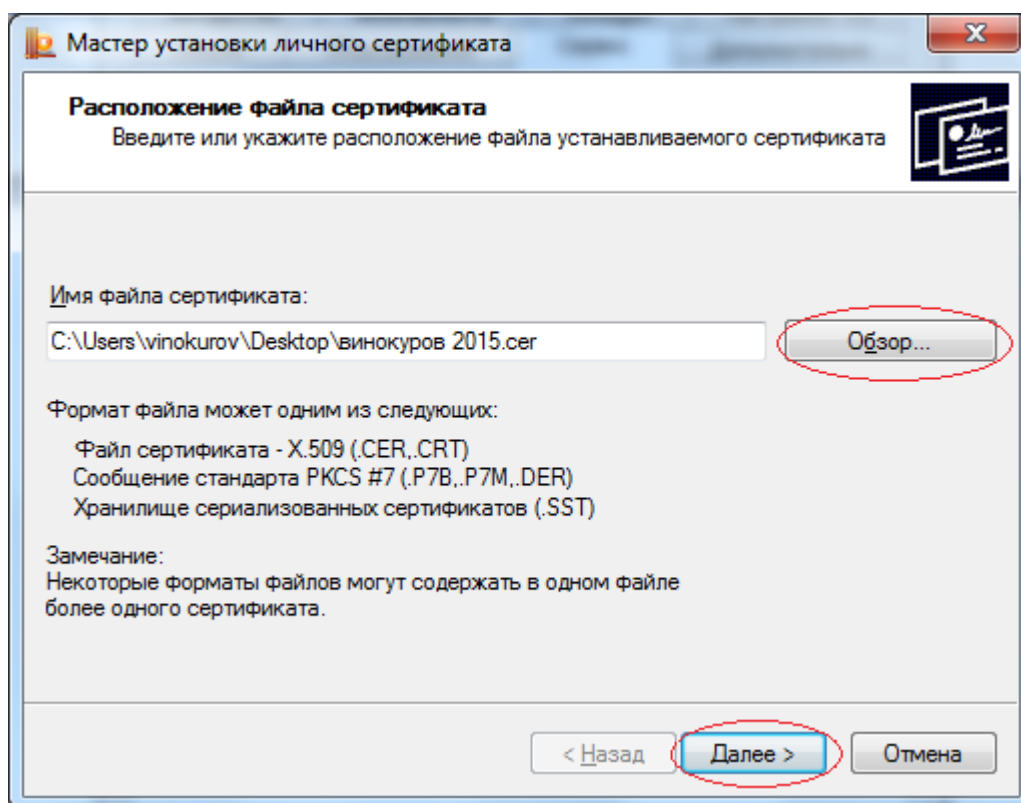 Мастер установки личного сертификата
Расположение файла сертификата
Введите или укажите расположение файла устанавливаемого сертификата
Имя файла сертификата:
C:\Users\vinokurov\Desktop\винокуров 2015.cer
Обзор...
Формат файла может одним из следующих:
Файл сертификата - X.509 (.CER,.CRT)
Сообщение стандарта PKCS #7 (.P7B,.P7M,.DER)
Хранилище сериализованных сертификатов (.SST)
Замечание:
Некоторые форматы файлов могут содержать в одном файле
более одного сертификата.
< Назад
Далее >
Отмена